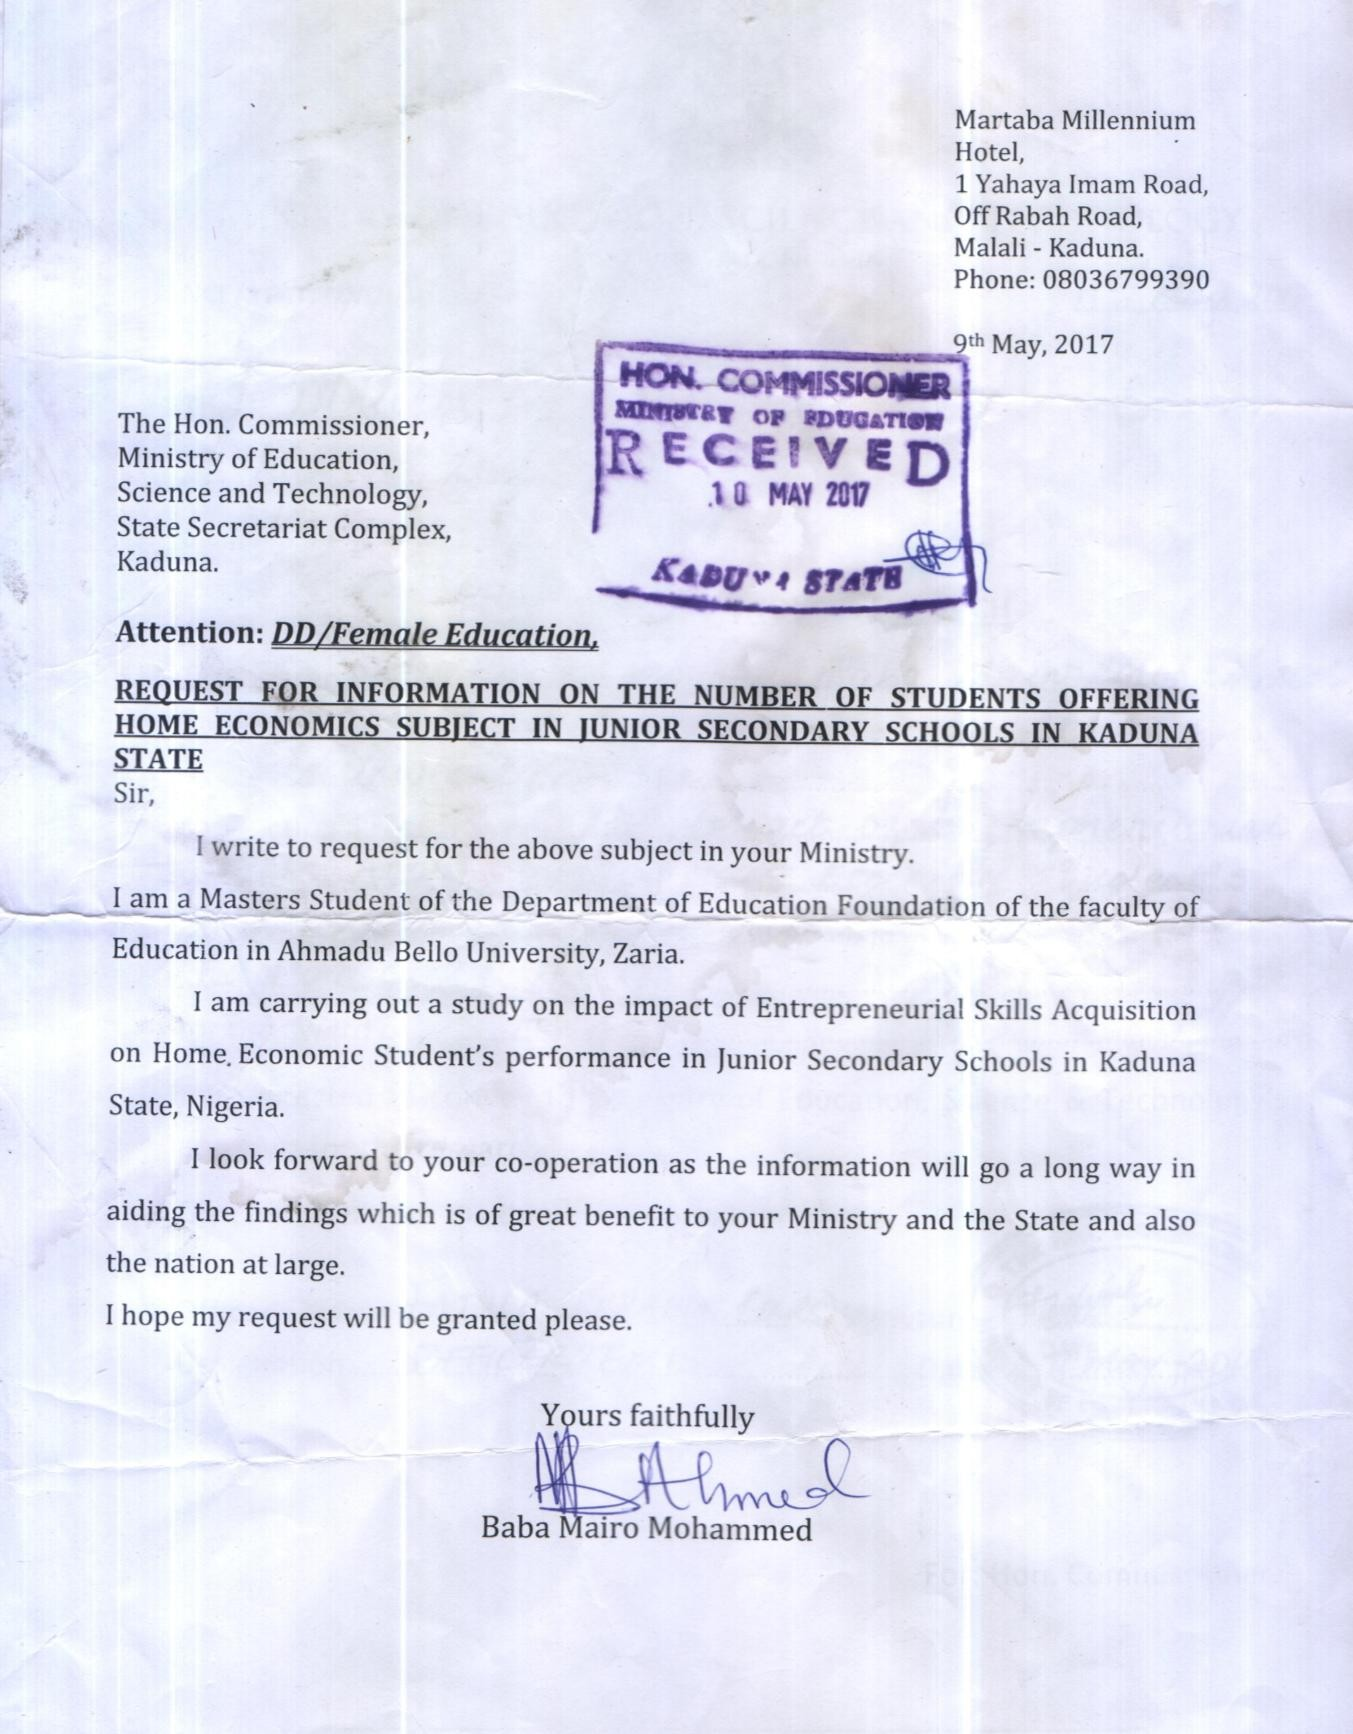 Martaba Millennium
Hotel,
1 Yahaya Imam Road,
Off Rabah Road,
Malali - Kaduna.
Phone: 08036799390
9th May, 2017
HON. COMMISSIONER
MINISTRY OF EDUCATION
RECEIVED
10 MAY 2017
KADUNA STATE
The Hon. Commissioner,
Ministry of Education,
Science and Technology,
State Secretariat Complex,
Kaduna.
Attention: DD/Female Education,
REQUEST FOR INFORMATION ON THE NUMBER OF STUDENTS OFFERING
HOME ECONOMICS SUBJECT IN JUNIOR SECONDARY SCHOOLS IN KADUNA
STATE
Sir,
I write to request for the above subject in your Ministry.
I am a Masters Student of the Department of Education Foundation of the faculty of
Education in Ahmadu Bello University, Zaria.
I am carrying out a study on the impact of Entrepreneurial Skills Acquisition
on Home. Economic Student's performance in Junior Secondary Schools in Kaduna
State, Nigeria.
I look forward to your co-operation as the information will go a long way in
aiding the findings which is of great benefit to your Ministry and the State and also
the nation at large.
I hope my request will be granted please.
Yours faithfully
Ahmed
Baba Mairo Mohammed